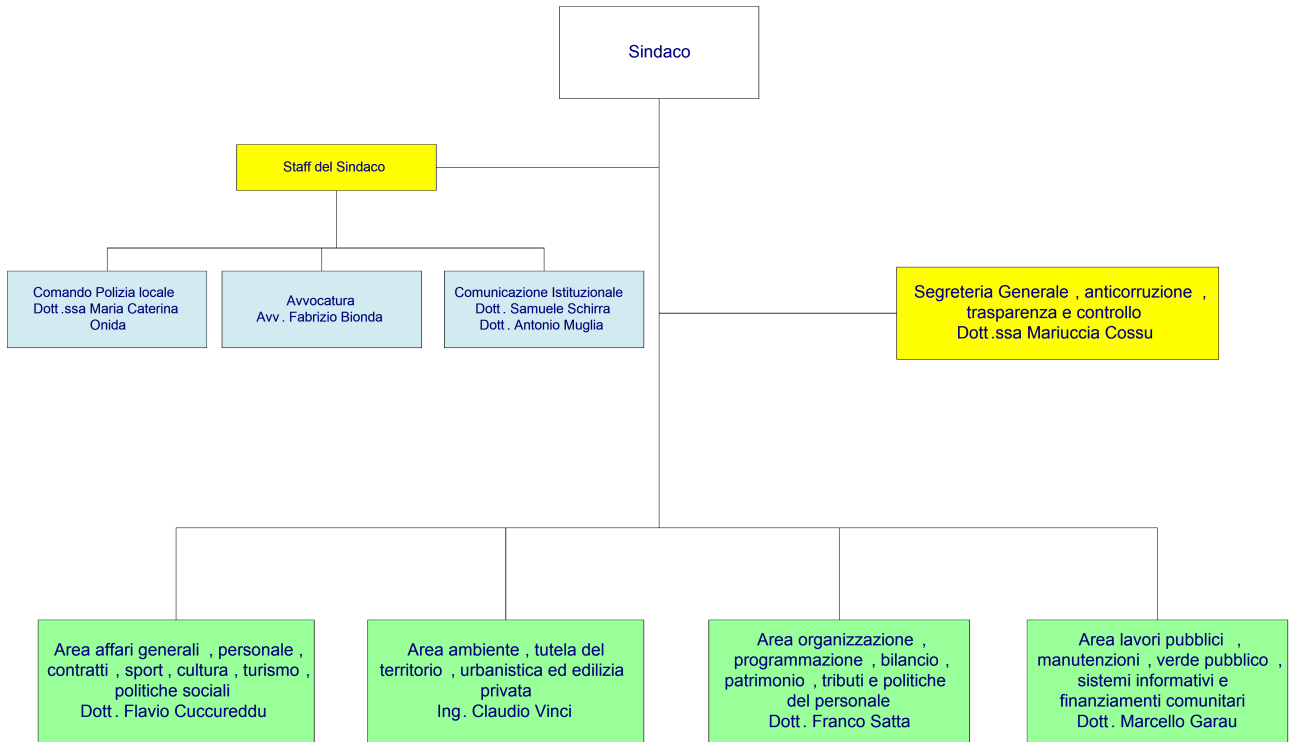 Sindaco
Staff del Sindaco
Comando Polizia locale
Dott .ssa Maria Caterina
Onida
Avvocatura
Avv . Fabrizio Bionda
Comunicazione Istituzionale
Dott . Samuele Schirra
Dott . Antonio Muglia
Segreteria Generale , anticorruzione ,
trasparenza e controllo
Dott .ssa Mariuccia Cossu
Area affari generali , personale ,
contratti , sport , cultura , turismo ,
politiche sociali
Dott . Flavio Cuccureddu
Area ambiente , tutela del
territorio , urbanistica ed edilizia
privata
Ing . Claudio Vinci
Area organizzazione ,
programmazione , bilancio ,
patrimonio , tributi e politiche
del personale
Dott . Franco Satta
Area lavori pubblici ,
manutenzioni , verde pubblico ,
sistemi informativi e
finanziamenti comunitari
Dott . Marcello Garau